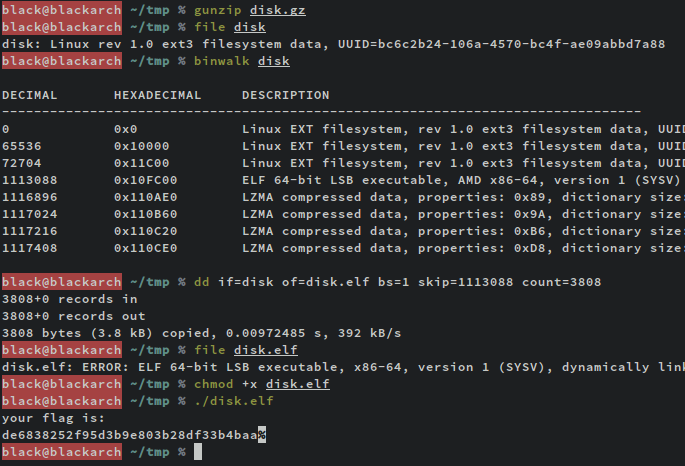 black@blackarch ~/tmp % gunzip disk.gz
black@blackarch ~/tmp % file disk
disk: Linux rev 1.0 ext3 filesystem data, UUID=bc6c2b24-106a-4570-bc4f-ae09abbd7a88
black@blackarch ~/tmp % binwalk disk
DECIMAL HEXADECIMAL DESCRIPTION
--------------------------------------------------------------------------------
0 0x0 Linux EXT filesystem, rev 1.0 ext3 filesystem data, UUI
65536 0x10000 Linux EXT filesystem, rev 1.0 ext3 filesystem data, UUI
72704 0x11C00 Linux EXT filesystem, rev 1.0 ext3 filesystem data, UUI
1113088 0x10FC00 ELF 64-bit LSB executable, AMD x86-64, version 1 (SYSV)
1116896 0x110AE0 LZMA compressed data, properties: 0x89, dictionary size:
1117024 0x110B60 LZMA compressed data, properties: 0x9A, dictionary size:
1117216 0x110C20 LZMA compressed data, properties: 0xB6, dictionary size:
1117408 0x110CE0 LZMA compressed data, properties: 0xD8, dictionary size:
black@blackarch ~/tmp % dd if=disk of=disk.elf bs=1 skip=1113088 count=3808
3808+0 records in
3808+0 records out
3808 bytes (3.8 kB) copied, 0.00972485 s, 392 kB/s
black@blackarch ~/tmp % file disk.elf
disk.elf: ERROR: ELF 64-bit LSB executable, x86-64, version 1 (SYSV), dynamically link
black@blackarch ~/tmp % chmod +x disk.elf
black@blackarch ~/tmp % ./disk.elf
your flag is:
de6838252f95d3b9e803b28df33b4baa%
black@blackarch ~/tmp %